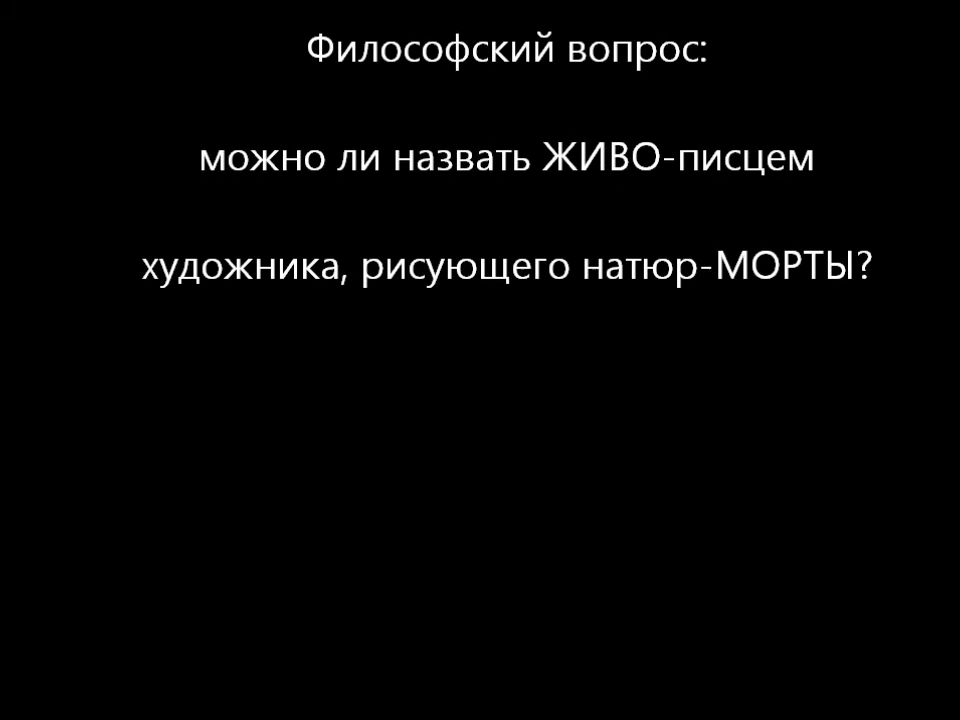 Философский вопрос:
можно ли назвать ЖИВО-писцем
художника, рисующего натюр-МОРТЫ?